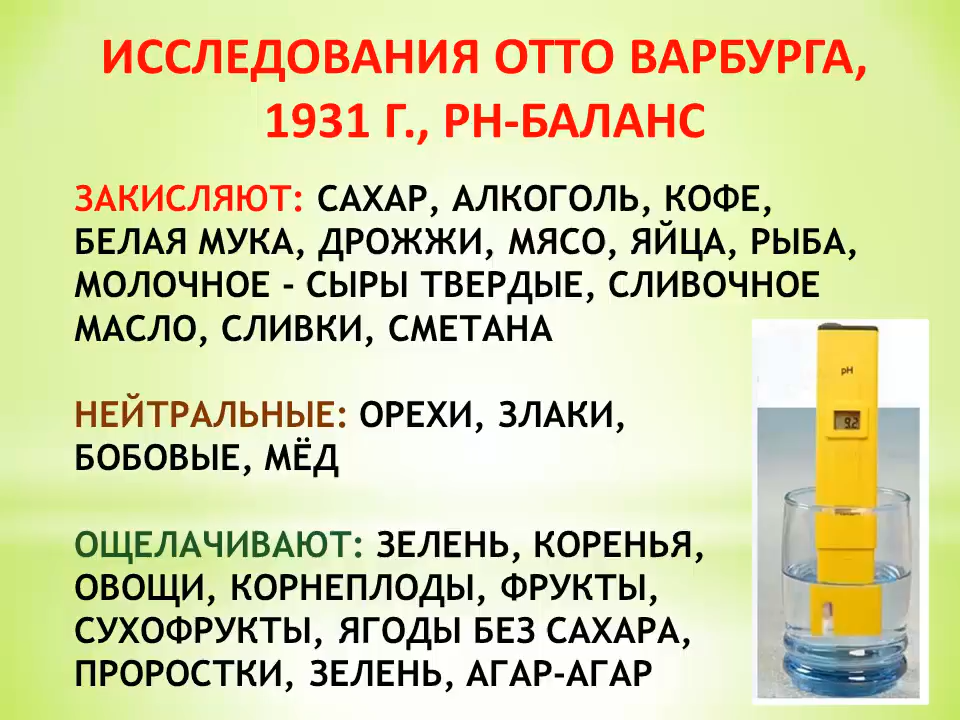 ИССЛЕДОВАНИЯ ОТТО ВАРБУРГА,
1931 Г., РН-БАЛАНС
ЗАКИСЛЯЮТ: САХАР, АЛКОГОЛЬ, КОФЕ,
БЕЛАЯ МУКА, ДРОЖЖИ, МЯСО, ЯЙЦА, РЫБА,
МОЛОЧНОЕ - СЫРЫ ТВЕРДЫЕ, СЛИВОЧНОЕ
МАСЛО, СЛИВКИ, СМЕТАНА
НЕЙТРАЛЬНЫЕ: ОРЕХИ, ЗЛАКИ,
БОБОВЫЕ, МЁД
ОЩЕЛАЧИВАЮТ: ЗЕЛЕНЬ, КОРЕНЬЯ,
ОВОЩИ, КОРНЕПЛОДЫ, ФРУКТЫ,
СУХОФРУКТЫ, ЯГОДЫ БЕЗ САХАРА,
ПРОРОСТКИ, ЗЕЛЕНЬ, АГАР-АГАР
pH
9.2